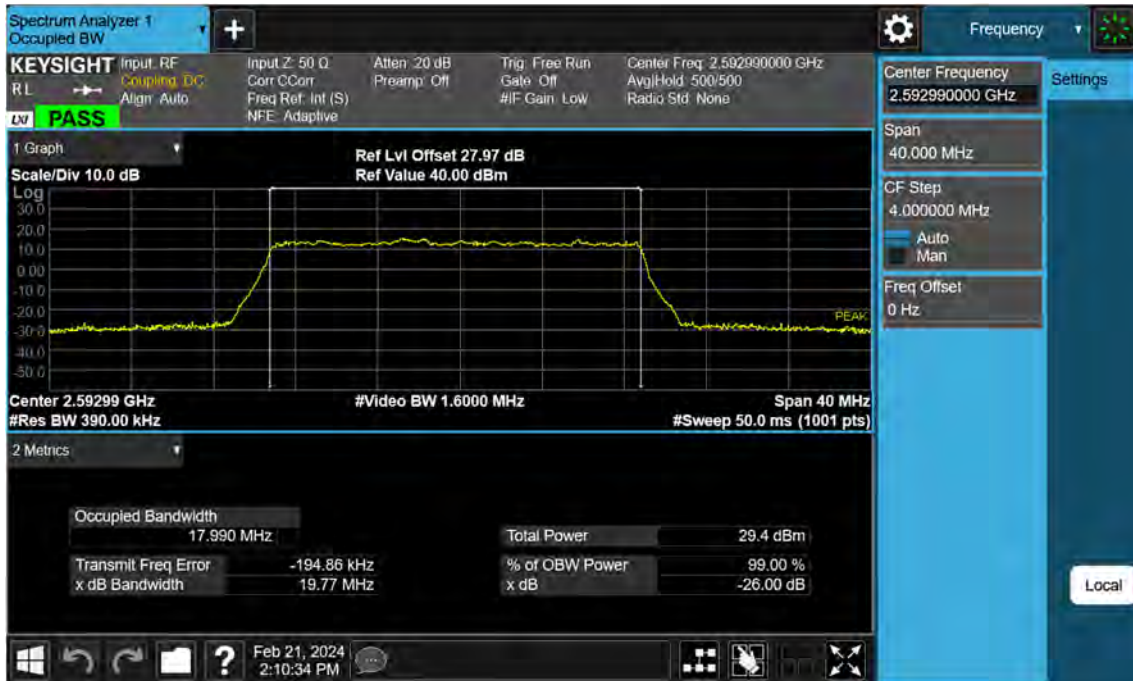 Spectrum Analyzer 1
Occupied BW
+
Frequency
KEYSIGHT
RL
LXI PASS
Input: RF
Coupling: DC
Align: Auto
Input Z: 50 Ω
Corr CCorr
Freq Ref: Int (S)
NFE: Adaptive
Atten: 20 dB
Preamp: Off
Trig: Free Run
Gate: Off
#IF Gain: Low
Center Freq: 2.592990000 GHz
Avg|Hold: 500/500
Radio Std: None
1 Graph
Scale/Div 10.0 dB
Ref Lvl Offset 27.97 dB
Ref Value 40.00 dBm
Log
30.0
20.0
10.0
0.00
-10.0
-20.0
-30.0
-40.0
-50.0
PEAK
Center 2.59299 GHz
#Video BW 1.6000 MHz
Span 40 MHz
#Res BW 390.00 kHz
#Sweep 50.0 ms (1001 pts)
2 Metrics
Occupied Bandwidth
17.990 MHz
Total Power 29.4 dBm
Transmit Freq Error -194.86 kHz
% of OBW Power 99.00 %
x dB Bandwidth 19.77 MHz
x dB -26.00 dB
Center Frequency
2.592990000 GHz
Settings
Span
40.000 MHz
CF Step
4.000000 MHz
Auto
Man
Freq Offset
0 Hz
Local
?
Feb 21, 2024
2:10:34 PM